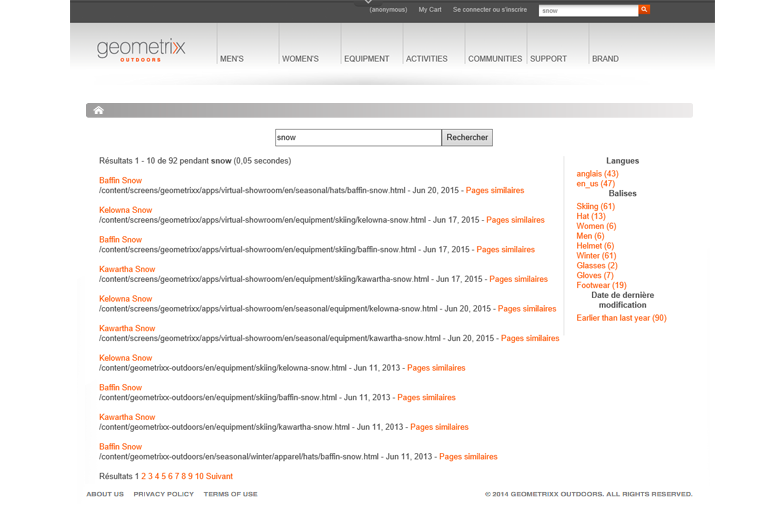 (anonymous) My Cart Se connecter ou s'inscrire snow
geometrixx
OUTDOORS
MEN'S WOMEN'S EQUIPMENT ACTIVITIES COMMUNITIES SUPPORT BRAND
snow Rechercher
Résultats 1 - 10 de 92 pendant snow (0,05 secondes)
Baffin Snow
/content/screens/geometrixx/apps/virtual-showroom/en/seasonal/hats/baffin-snow.html - Jun 20, 2015 - Pages similaires
Kelowna Snow
/content/screens/geometrixx/apps/virtual-showroom/en/equipment/skiing/kelowna-snow.html - Jun 17, 2015 - Pages similaires
Baffin Snow
/content/screens/geometrixx/apps/virtual-showroom/en/equipment/skiing/baffin-snow.html - Jun 17, 2015 - Pages similaires
Kawartha Snow
/content/screens/geometrixx/apps/virtual-showroom/en/equipment/skiing/kawartha-snow.html - Jun 17, 2015 - Pages similaires
Kelowna Snow
/content/screens/geometrixx/apps/virtual-showroom/en/seasonal/equipment/kelowna-snow.html - Jun 20, 2015 - Pages similaires
Kawartha Snow
/content/screens/geometrixx/apps/virtual-showroom/en/seasonal/equipment/kawartha-snow.html - Jun 20, 2015 - Pages similaires
Kelowna Snow
/content/geometrixx-outdoors/en/equipment/skiing/kelowna-snow.html - Jun 11, 2013 - Pages similaires
Baffin Snow
/content/geometrixx-outdoors/en/equipment/skiing/baffin-snow.html - Jun 11, 2013 - Pages similaires
Kawartha Snow
/content/geometrixx-outdoors/en/equipment/skiing/kawartha-snow.html - Jun 11, 2013 - Pages similaires
Baffin Snow
/content/geometrixx-outdoors/en/seasonal/winter/apparel/hats/baffin-snow.html - Jun 11, 2013 - Pages similaires
Résultats 1 2 3 4 5 6 7 8 9 10 Suivant
Langues
anglais (43)
en_us (47)
Balises
Skiing (61)
Hat (13)
Women (6)
Men (6)
Helmet (6)
Winter (61)
Glasses (2)
Gloves (7)
Footwear (19)
Date de dernière
modification
Earlier than last year (90)
ABOUT US PRIVACY POLICY TERMS OF USE © 2014 GEOMETRIXX OUTDOORS. ALL RIGHTS RESERVED.